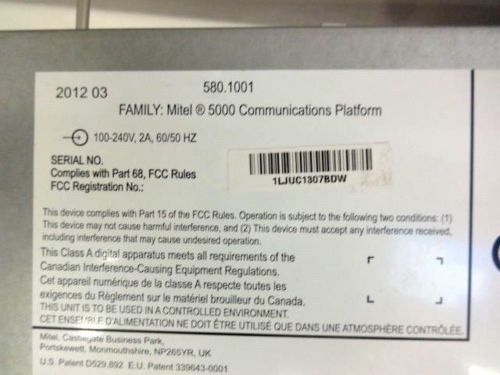 2012 03
580.1001
FAMILY: Mitel ® 5000 Communications Platform
100-240V, 2A, 60/50 HZ
SERIAL NO.
Complies with Part 68, FCC Rules
FCC Registration No.:
1LJUC1307BDW
This device complies with Part 15 of the FCC Rules. Operation is subject to the following two conditions: (1)
This device may not cause harmful interference, and (2) This device must accept any interference received,
including interference that may cause undesired operation.
This Class A digital apparatus meets all requirements of the
Canadian Interference-Causing Equipment Regulations.
Cet appareil numérique de la classe A respecte toutes les
exigences du Règlement sur le matériel brouilleur du Canada.
THIS UNIT IS TO BE USED IN A CONTROLLED ENVIRONMENT.
CET ENSEMBLE D'ALIMENTATION NE DOIT ÊTRE UTILISÉ QUE DANS UNE ATMOSPHÈRE CONTRÔLÉE.
Mitel, Castlegate Business Park,
Portskewett, Monmouthshire, NP265YR, UK
U.S. Patent D529,892 E.U. Patent 339643-0001